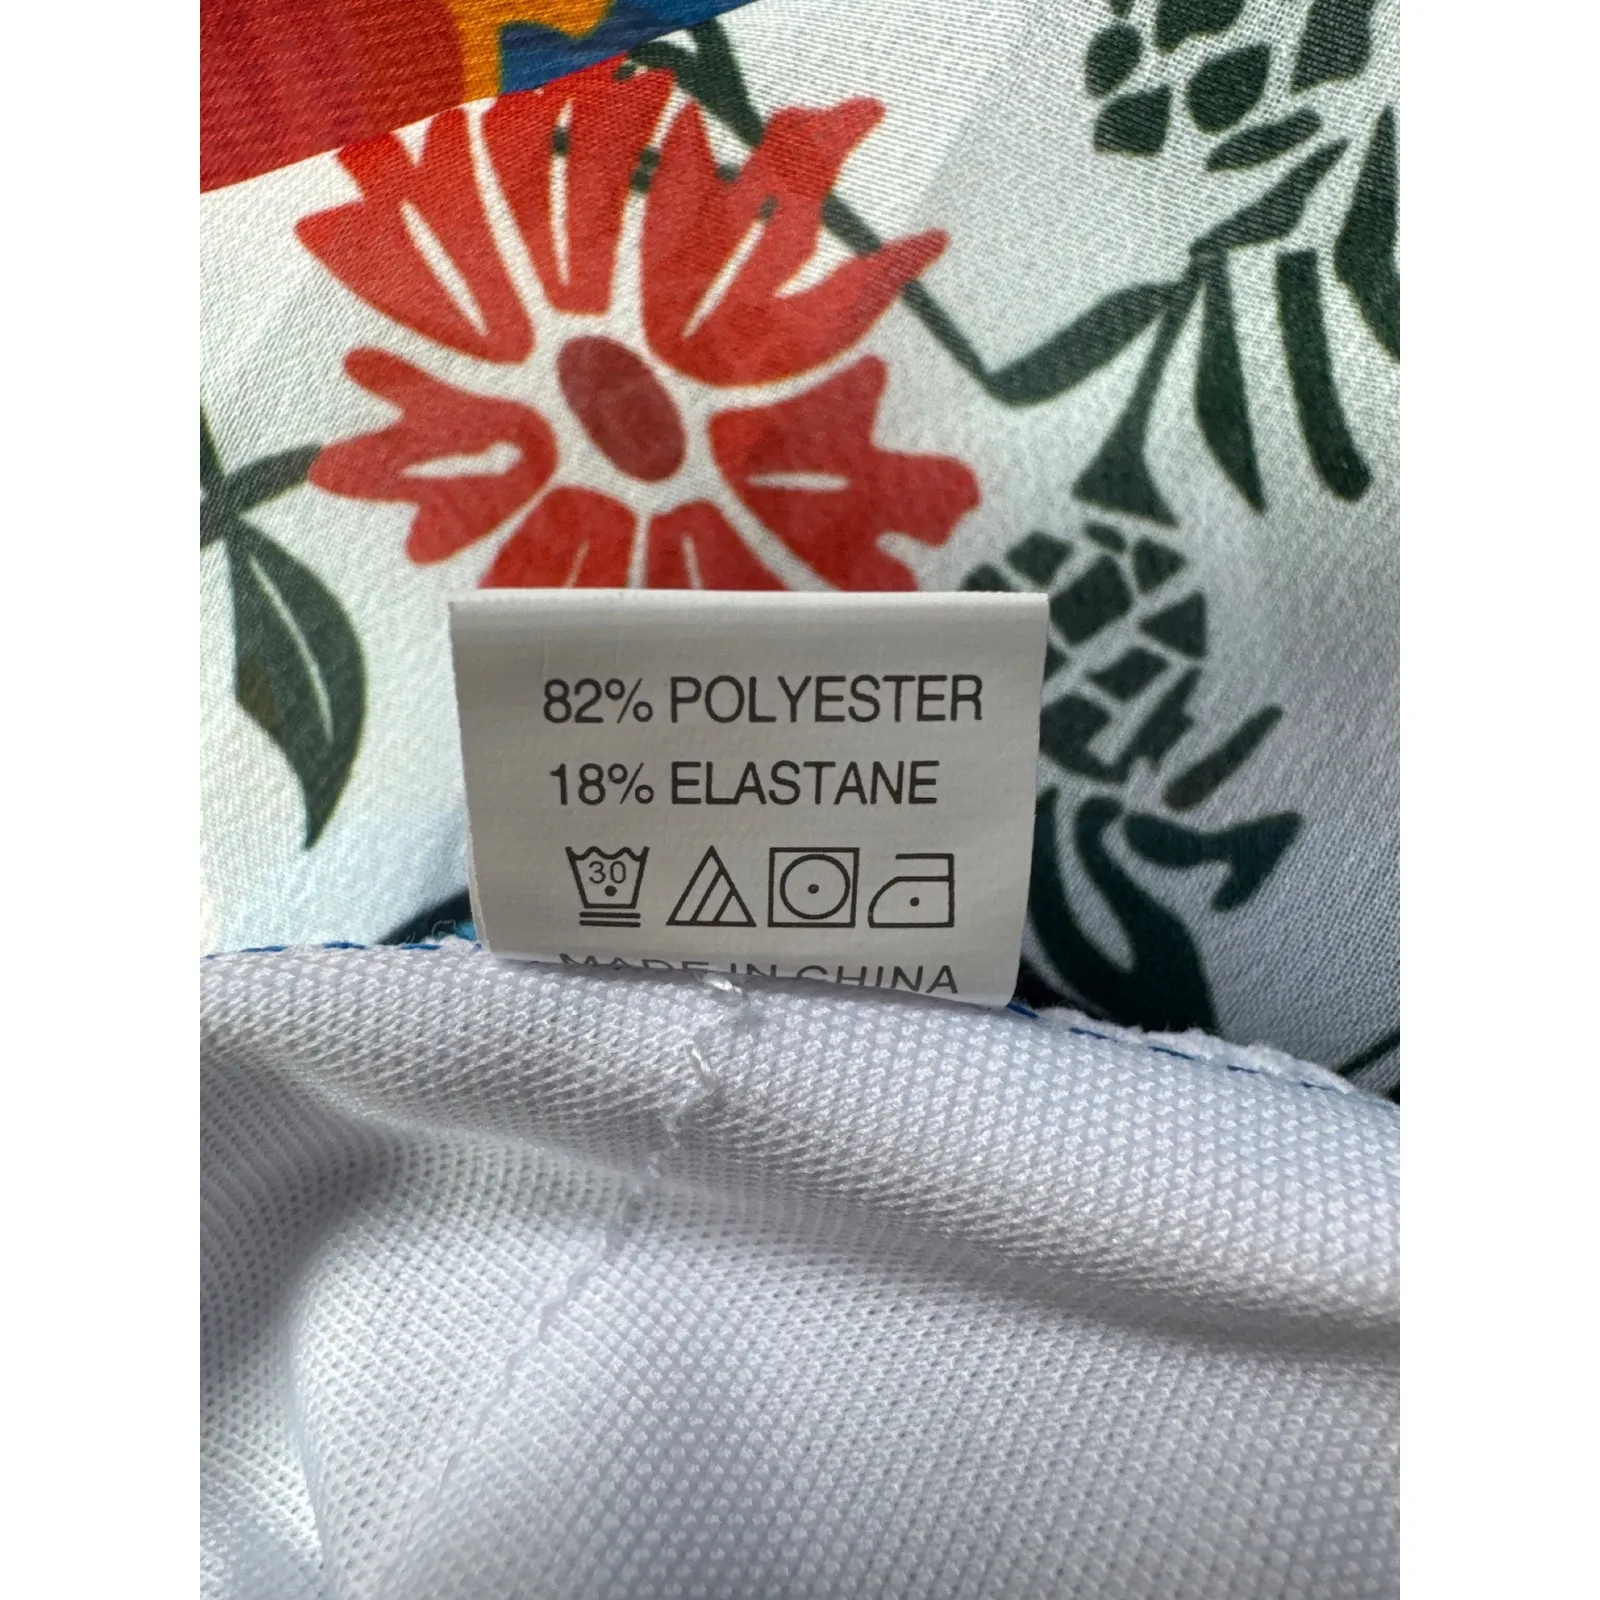 82% POLYESTER
18% ELASTANE
30
MADE IN CHINA